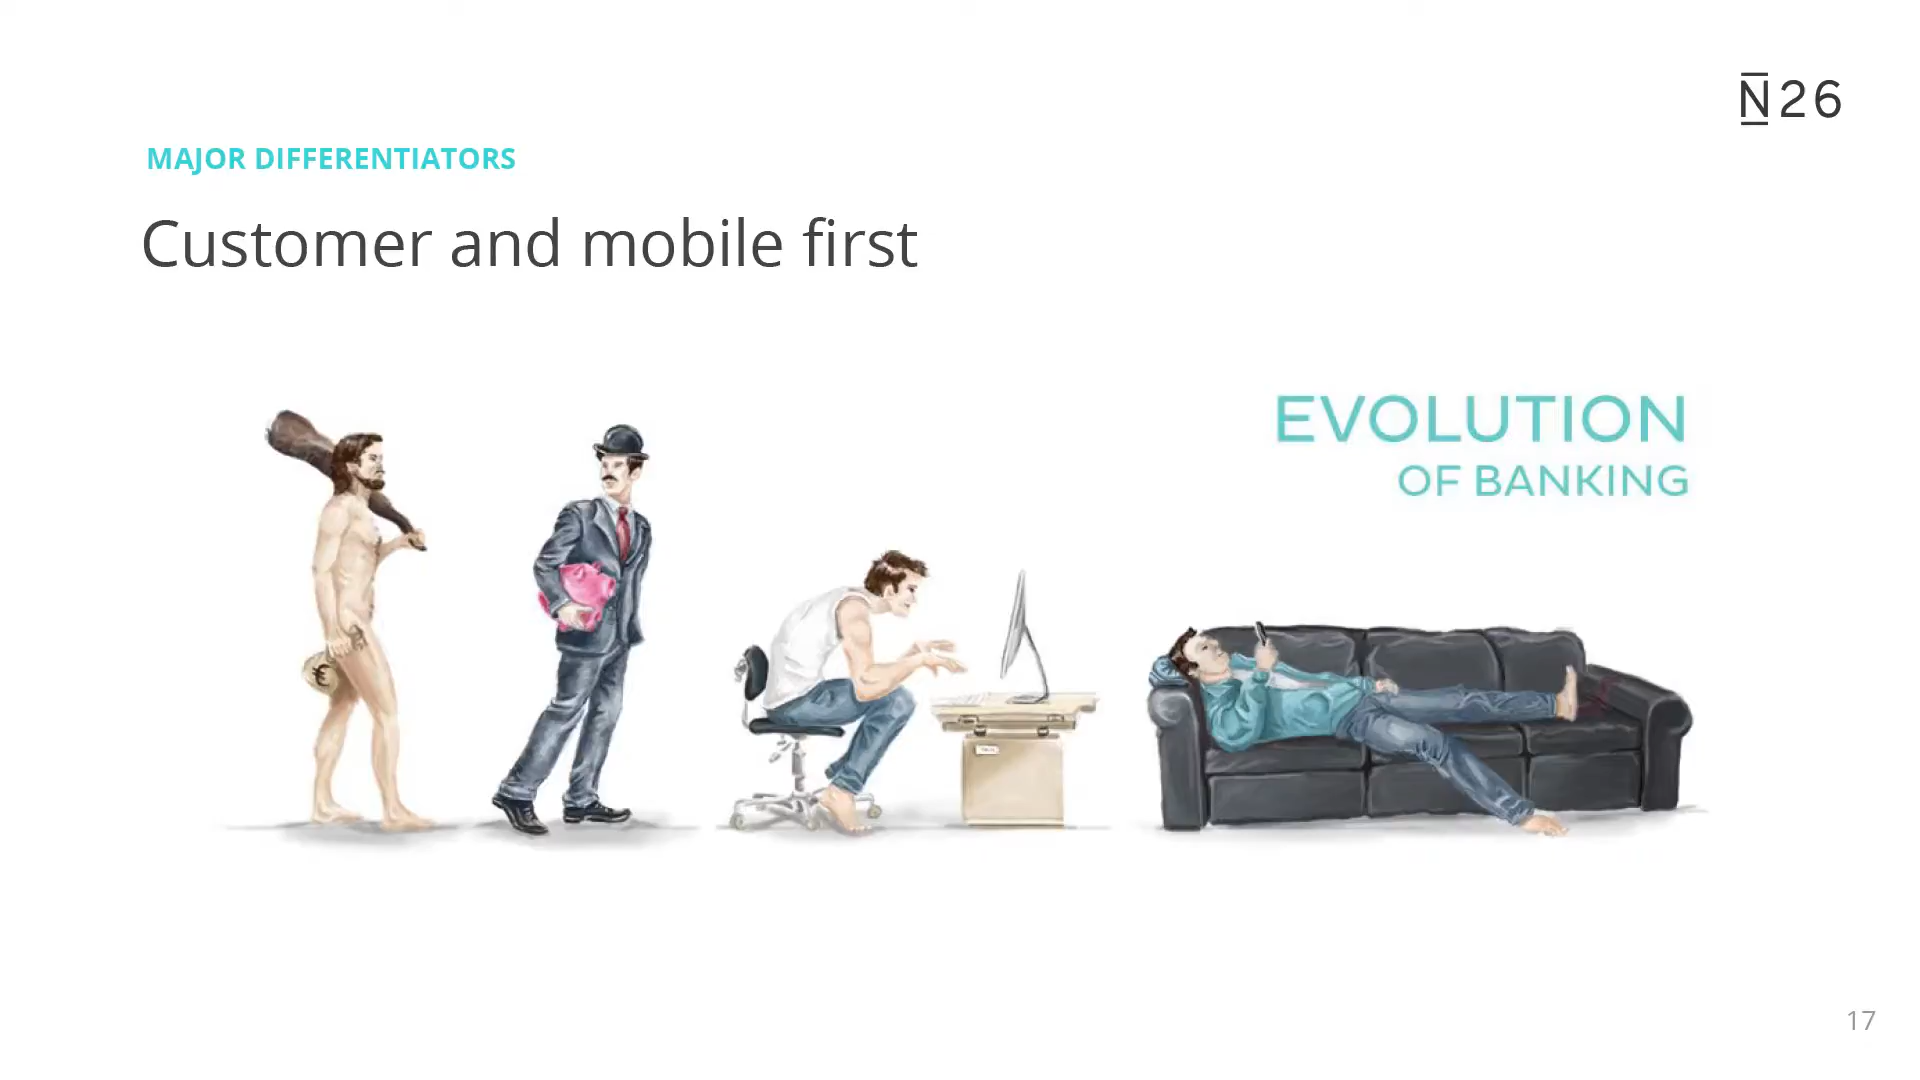 N26
MAJOR DIFFERENTIATORS
Customer and mobile first
EVOLUTION
OF BANKING
17